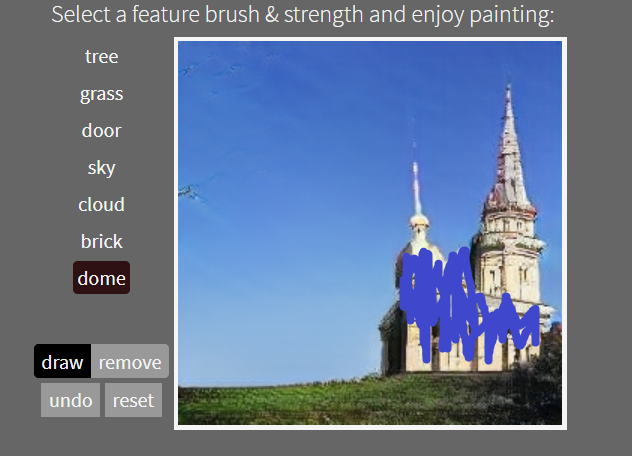 Select a feature brush & strength and enjoy painting:
tree
grass
door
sky
cloud
brick
dome
draw remove
undo reset